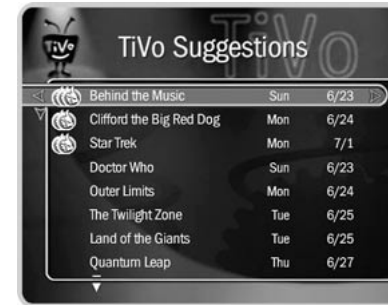 TiVo
TiVo Suggestions
TiVo
Behind the Music Sun 6/23
Clifford the Big Red Dog Mon 6/24
Star Trek Mon 7/1
Doctor Who Sun 6/23
Outer Limits Mon 6/24
The Twilight Zone Tue 6/25
Land of the Giants Tue 6/25
Quantum Leap Thu 6/27